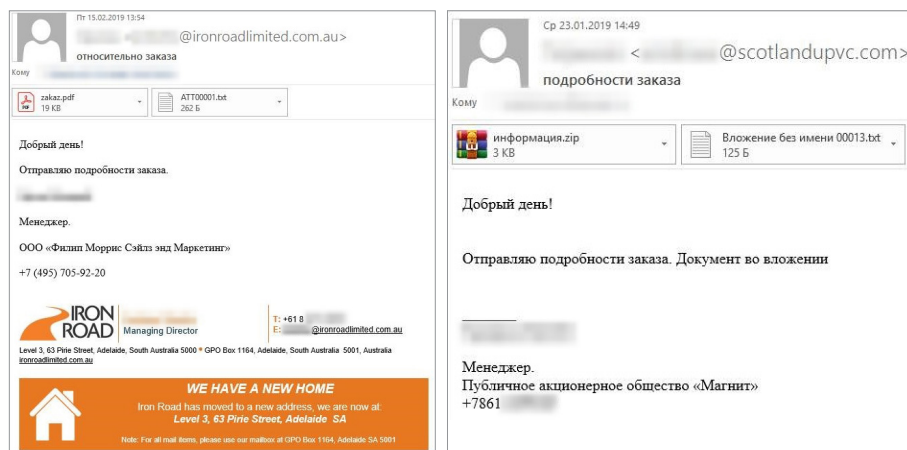 Пт 15.02.2019 13:54
@ironroadlimited.com.au>
относительно заказа
Кому
zakaz.pdf
19 KB
ATT00001.txt
262 Б
Добрый день!
Отправляю подробности заказа.
Менеджер.
ООО «Филип Моррис Сэйлз энд Маркетинг»
+7 (495) 705-92-20
IRON
ROAD
Managing Director
T: +61 8
E: @ironroadlimited.com.au
Level 3, 63 Pirie Street, Adelaide, South Australia 5000 * GPO Box 1164, Adelaide, South Australia 5001, Australia
ironroadlimited.com.au
WE HAVE A NEW HOME
Iron Road has moved to a new address, we are now at:
Level 3, 63 Pirie Street, Adelaide SA
Note: For all mail items, please use our mailbox at GPO Box 1164, Adelaide SA 5001
Ср 23.01.2019 14:49
< @scotlandupvc.com>
подробности заказа
Кому
информация.zip
3 KB
Вложение без имени 00013.txt
125 Б
Добрый день!
Отправляю подробности заказа. Документ во вложении
Менеджер.
Публичное акционерное общество «Магнит»
+7861